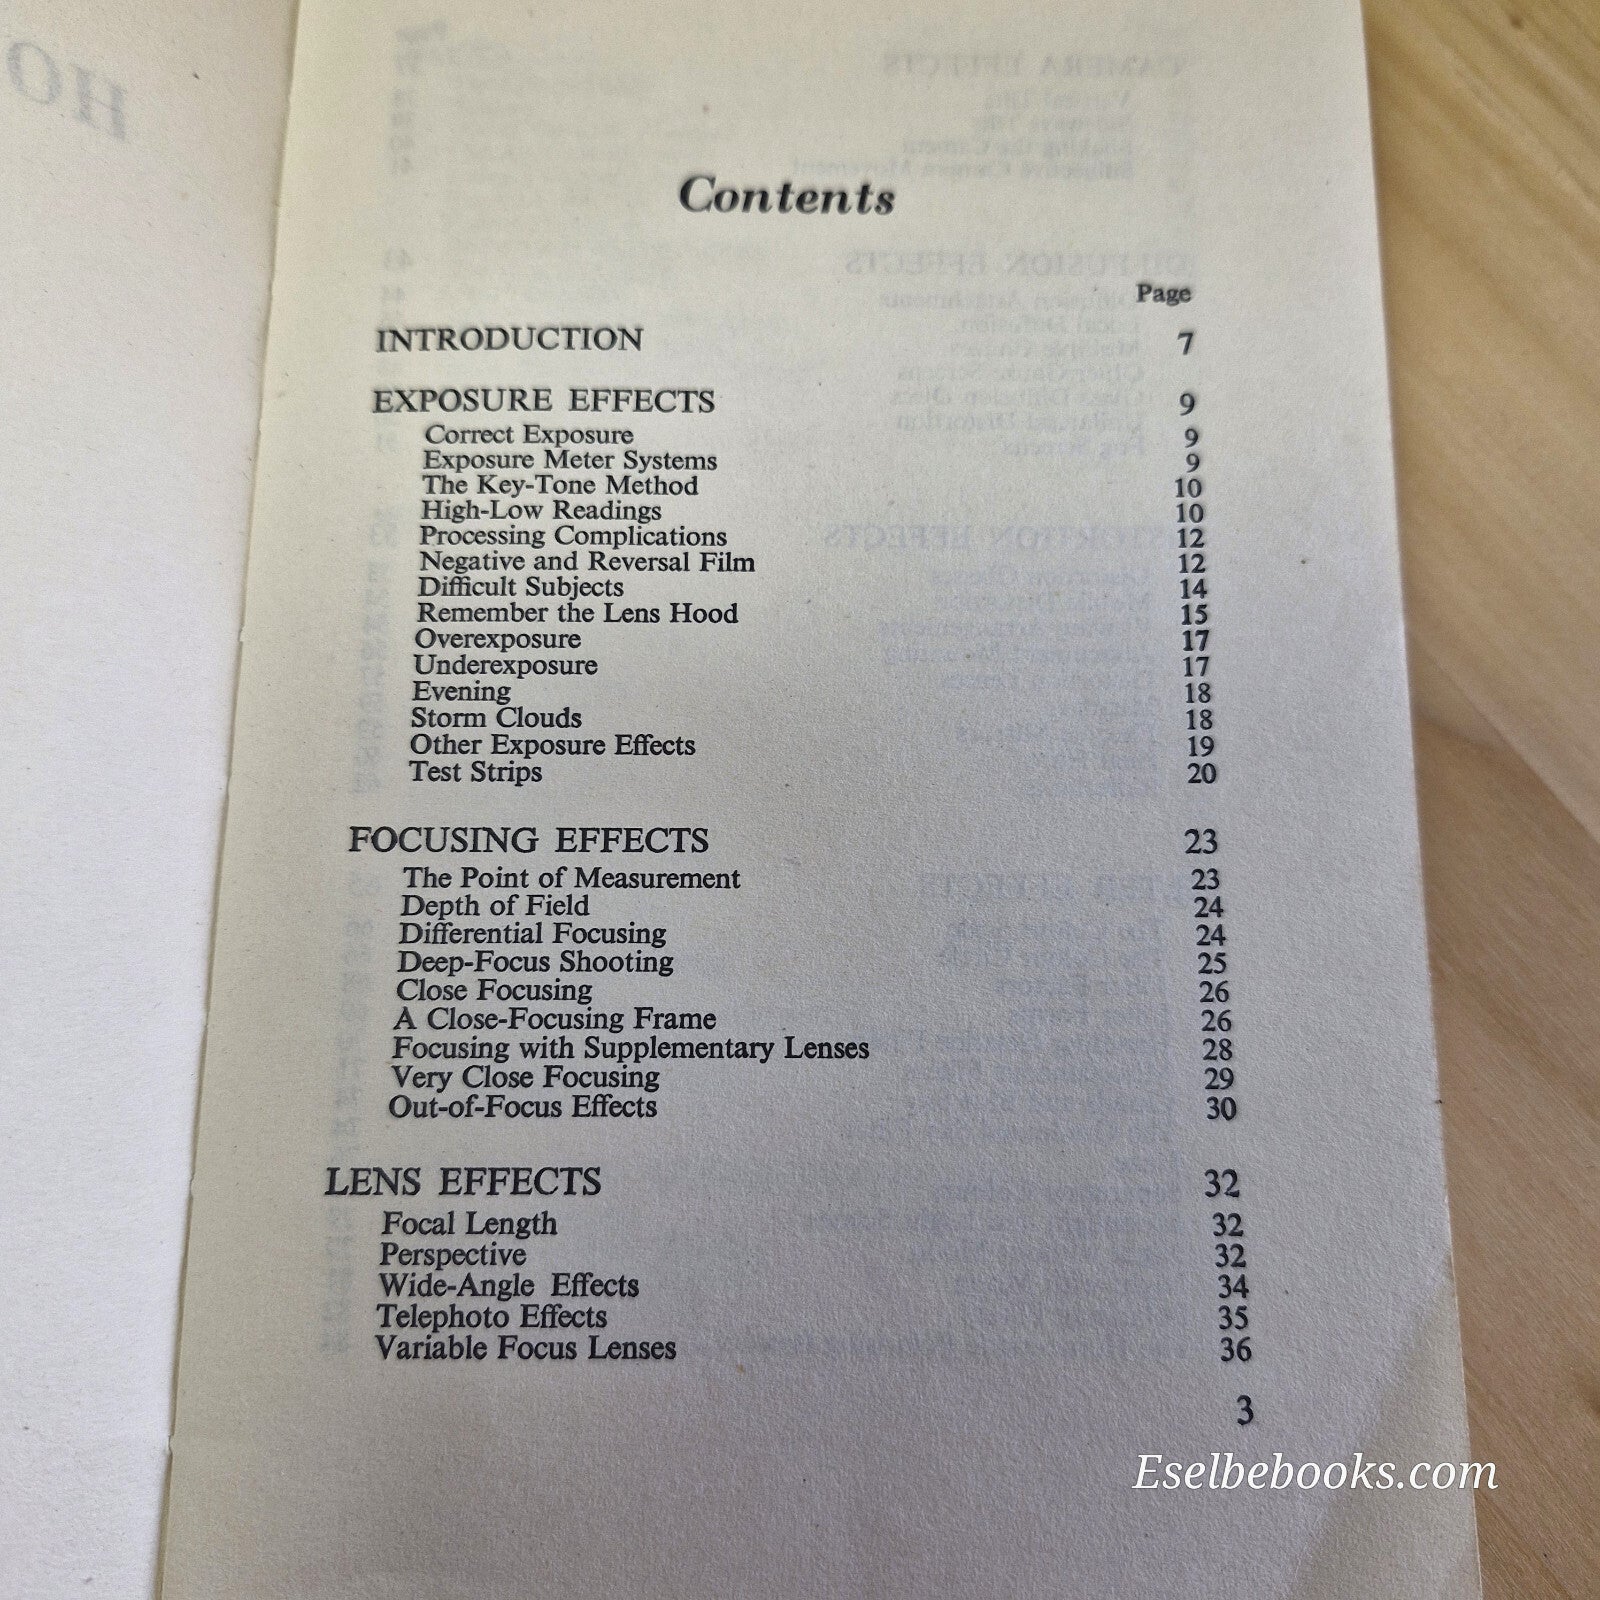 HO
Contents
Page
INTRODUCTION 7
EXPOSURE EFFECTS 9
Correct Exposure 9
Exposure Meter Systems 9
The Key-Tone Method 10
High-Low Readings 10
Processing Complications 12
Negative and Reversal Film 12
Difficult Subjects 14
Remember the Lens Hood 15
Overexposure 17
Underexposure 17
Evening 18
Storm Clouds 18
Other Exposure Effects 19
Test Strips 20
FOCUSING EFFECTS 23
The Point of Measurement 23
Depth of Field 24
Differential Focusing 24
Deep-Focus Shooting 25
Close Focusing 26
A Close-Focusing Frame 26
Focusing with Supplementary Lenses 28
Very Close Focusing 29
Out-of-Focus Effects 30
LENS EFFECTS 32
Focal Length 32
Perspective 32
Wide-Angle Effects 34
Telephoto Effects 35
Variable Focus Lenses 36
3
Eselbebooks.com